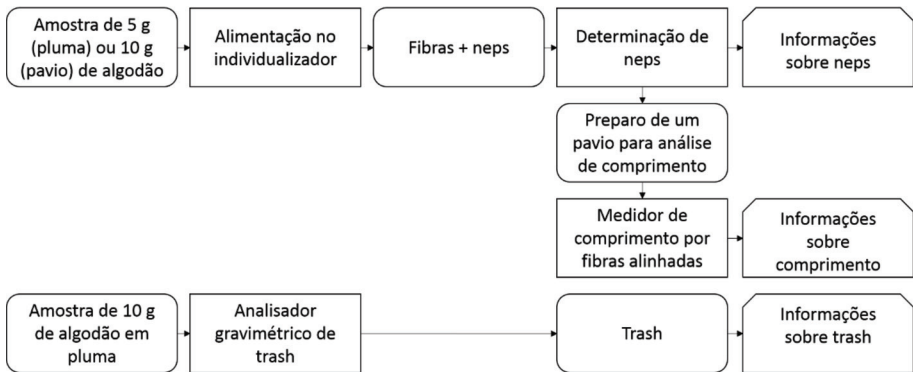 Amostra de 5 g
(pluma) ou 10 g
(pavio) de algodão
Alimentação no
individualizador
Fibras + neps
Determinação de
neps
Informações
sobre neps
Preparo de um
pavio para análise
de comprimento
Medidor de
comprimento por
fibras alinhadas
Informações
sobre
comprimento
Amostra de 10 g
de algodão em
pluma
Analisador
gravimétrico de
trash
Trash
Informações
sobre trash